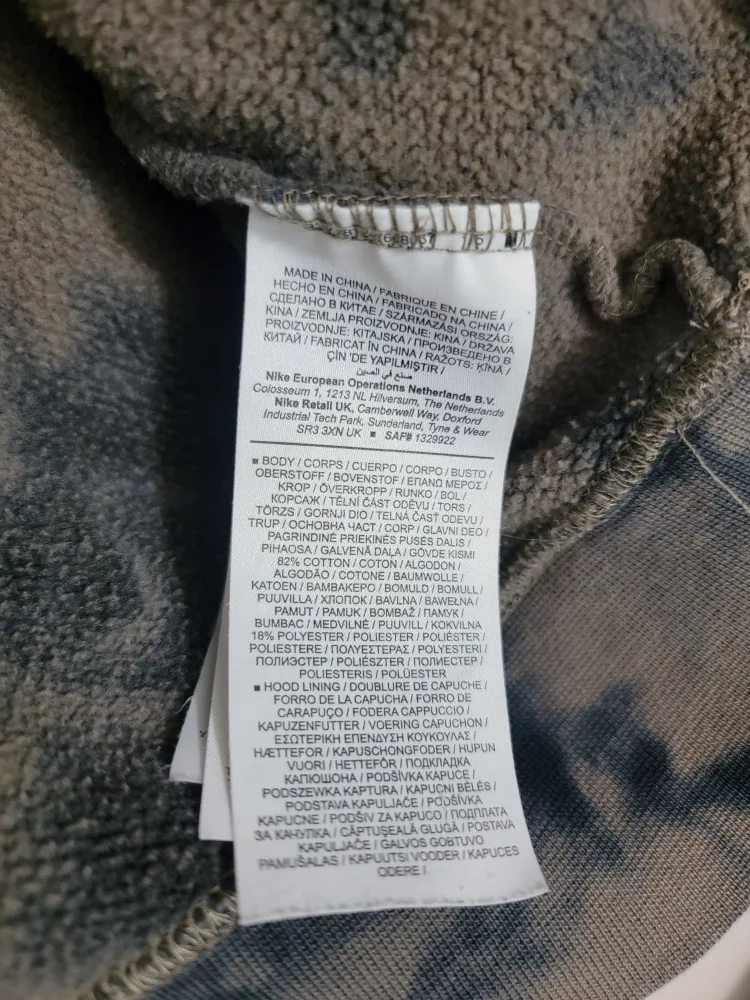 MADE IN CHINA / FABRIQUE EN CHINE /
HECHO EN CHINA / FABRICADO NA CHINA /
СДЕЛАНО В КИТАЕ / SZÁRMAZÁSI ORSZÁG:
KÍNA / ZEMLJA PROIZVODNJE: KINA / DRŽAVA
PROIZVODNJE: KITAJSKA / ПРОИЗВЕДЕНО В
КИТАЙ / FABRICAT ÎN CHINA / RAŽOTS: ĶĪNĀ /
ÇİN 'DE YAPILMIŞTIR /
صنع في الصين
Nike European Operations Netherlands B.V.
Colosseum 1, 1213 NL Hilversum, The Netherlands
Nike Retail UK, Camberwell Way, Doxford
Industrial Tech Park, Sunderland, Tyne & Wear
SR3 3XN UK ■ SAF# 1329922
■ BODY / CORPS / CUERPO / CORPO / BUSTO /
OBERSTOFF / BOVENSTOF / ΕΠΑΝΩ ΜΕΡΟΣ /
KROP / ÖVERKROPP / RUNKO / BOL /
КОРСАЖ / TĚLNÍ ČÁST ODĚVU / TORS /
TÖRZS / GORNJI DIO / TELNÁ ČASŤ ODEVU /
TRUP / ОСНОВНА ЧАСТ / CORP / GLAVNI DEO /
PAGRINDINĖ PRIEKINĖS PUSĖS DALIS /
PIHAOSA / GALVENĀ DAĻA / GÖVDE KISMI
82% COTTON / COTON / ALGODON /
ALGODÃO / COTONE / BAUMWOLLE /
KATOEN / ΒΑΜΒΑΚΕΡΟ / BOMULD / BOMULL /
PUUVILLA / ХЛОПОК / BAVLNA / BAWEŁNA /
PAMUT / PAMUK / BOMBAŽ / ПАМУК /
BUMBAC / MEDVILNĖ / PUUVILL / KOKVILNA
18% POLYESTER / POLIESTER / POLIÉSTER /
POLIESTERE / ΠΟΛΥΕΣΤΕΡΑΣ / POLYESTERI /
ПОЛИЭСТЕР / POLIÉSZTER / ПОЛИЕСТЕР /
POLIESTERIS / POLÜESTER
■ HOOD LINING / DOUBLURE DE CAPUCHE /
FORRO DE LA CAPUCHA / FORRO DE
CARAPUÇO / FODERA CAPPUCCIO /
KAPUZENFUTTER / VOERING CAPUCHON /
ΕΣΩΤΕΡΙΚΗ ΕΠΕΝΔΥΣΗ ΚΟΥΚΟΥΛΑΣ /
HÆTTEFOR / KAPUSCHONGFODER / HUPUN
VUORI / HETTEFÔR / ПОДКЛАДКА
КАПЮШОНА / PODŠÍVKA KAPUCE /
PODSZEWKA KAPTURA / KAPUCNI BÉLÉS /
PODSTAVA KAPULJAČE / PODŠÍVKA
KAPUCNE / PODŠIV ZA KAPUCO / ПОДПЛАТА
ЗА КАЧУЛКА / CĂPTUŞEALĂ GLUGĂ / POSTAVA
KAPULJAČE / GALVOS GOBTUVO
PAMUŠALAS / KAPUUTSI VOODER / KAPUCES
ODERE /